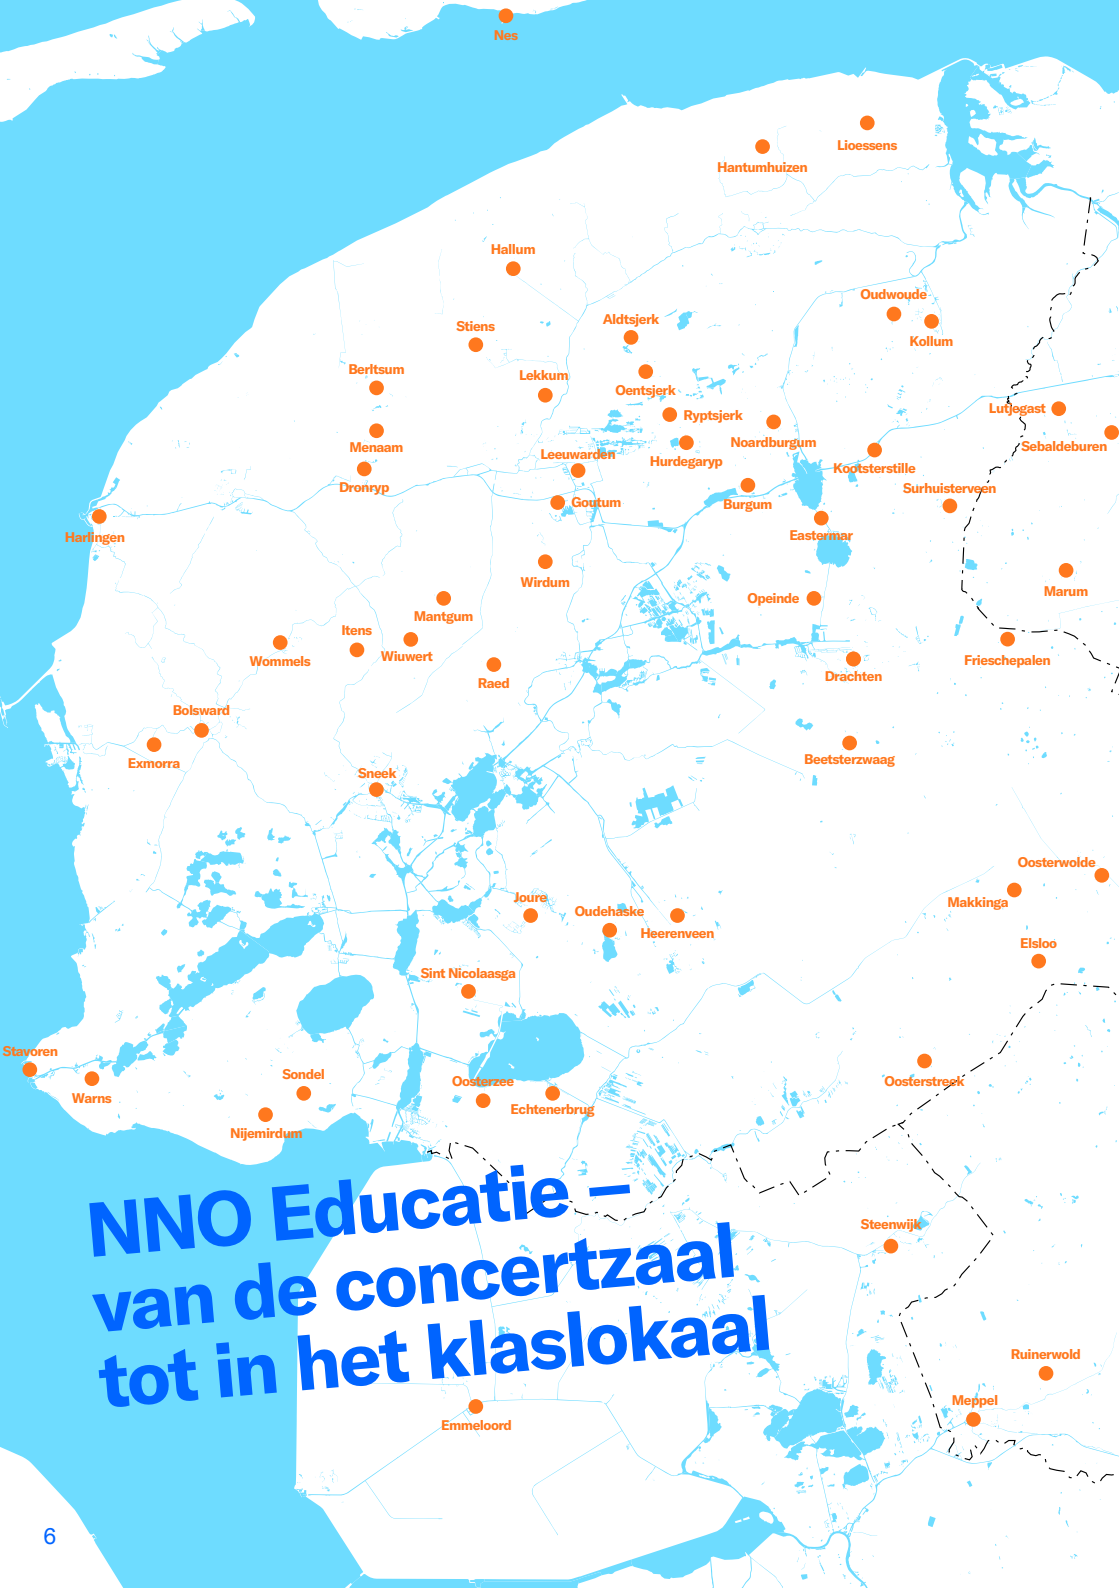 Nes
Lioessens
Hantumhuizen
Hallum
Oudwoude
Aldtsjerk
Stiens
Kollum
Berltsum
Lekkum
Oentsjerk
Lutjegast
Ryptsjerk
Noardburgum
Sebaldeburen
Menaam
Leeuwarden
Hurdegaryp
Kootsterstille
Dronryp
Surhuisterveen
Goutum
Burgum
Harlingen
Eastermar
Wirdum
Marum
Opeinde
Mantgum
Itens
Wommels
Wiuwert
Frieschepalen
Raed
Drachten
Bolsward
Exmorra
Beetsterzwaag
Sneek
Oosterwolde
Joure
Makkinga
Oudehaske
Heerenveen
Elsloo
Sint Nicolaasga
Stavoren
Sondel
Oosterzee
Oosterstreek
Warns
Echtenerbrug
Nijemirdum
NNO Educatie –
van de concertzaal
tot in het klaslokaal
Steenwijk
Ruinerwold
Meppel
Emmeloord
6